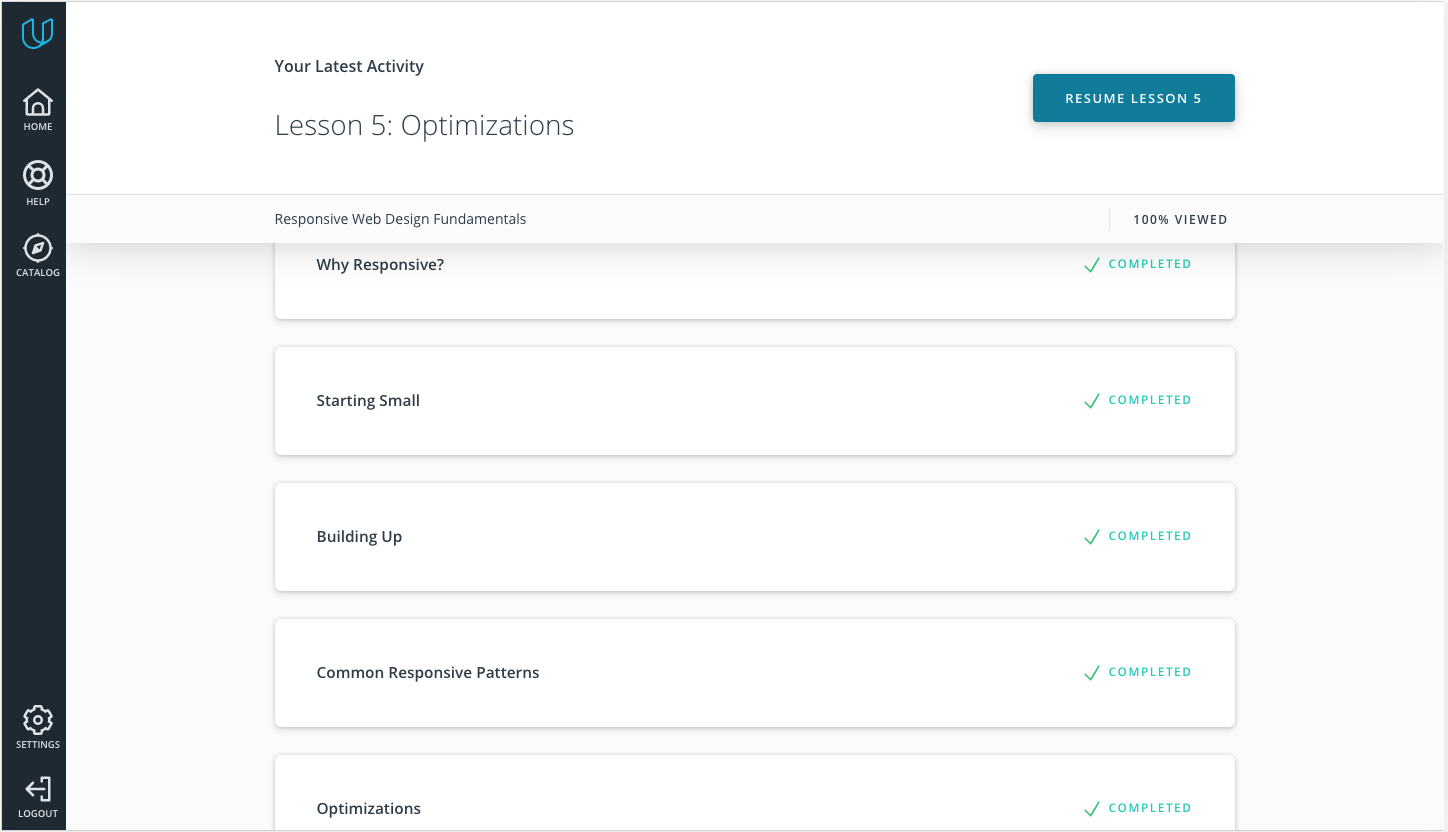 HOME
HELP
CATALOG
SETTINGS
LOGOUT
Your Latest Activity
Lesson 5: Optimizations
RESUME LESSON 5
Responsive Web Design Fundamentals
100% VIEWED
Why Responsive?
COMPLETED
Starting Small
COMPLETED
Building Up
COMPLETED
Common Responsive Patterns
COMPLETED
Optimizations
COMPLETED